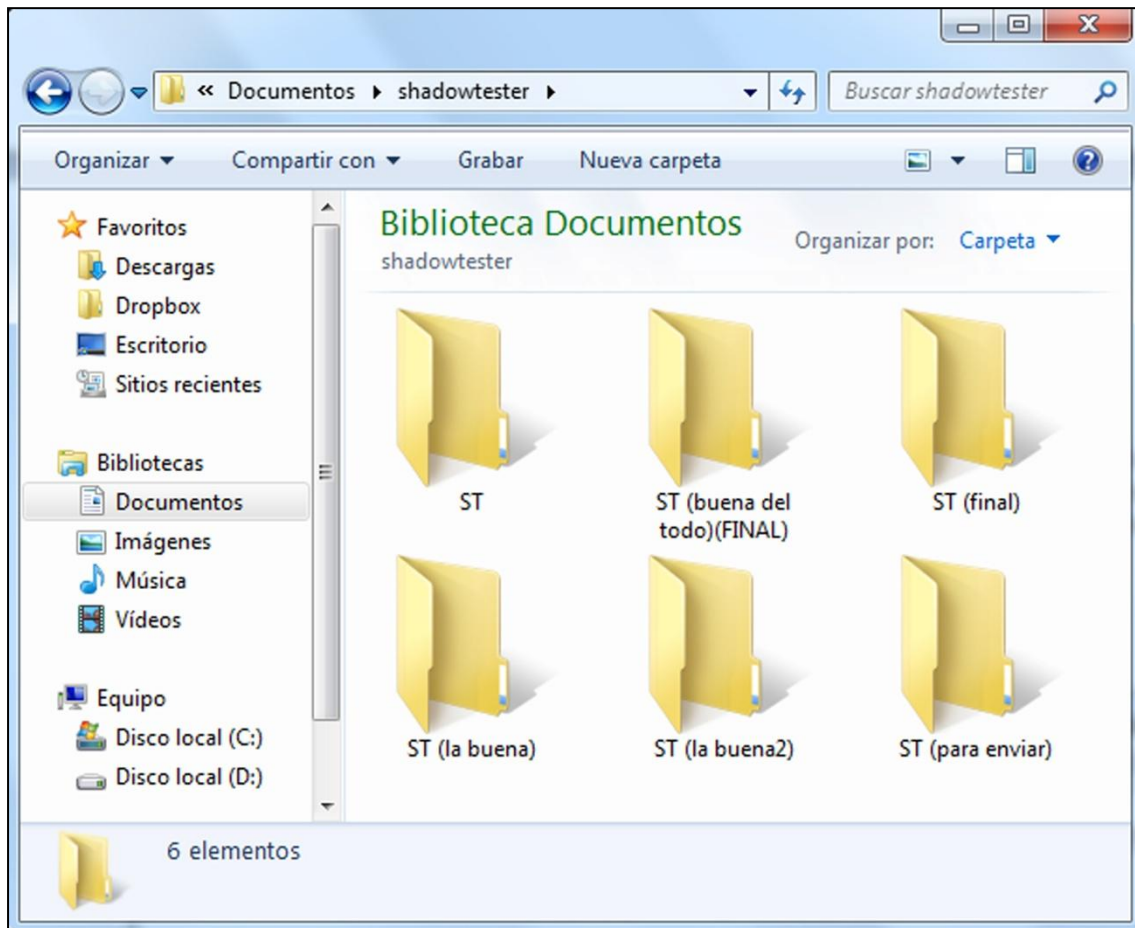 « Documentos ▸ shadowtester ▸
Buscar shadowtester
Organizar Compartir con Grabar Nueva carpeta
Favoritos
Descargas
Dropbox
Escritorio
Sitios recientes
Bibliotecas
Documentos
Imágenes
Música
Vídeos
Equipo
Disco local (C:)
Disco local (D:)
Biblioteca Documentos
shadowtester
Organizar por: Carpeta
ST
ST (buena del
todo)(FINAL)
ST (final)
ST (la buena)
ST (la buena2)
ST (para enviar)
6 elementos